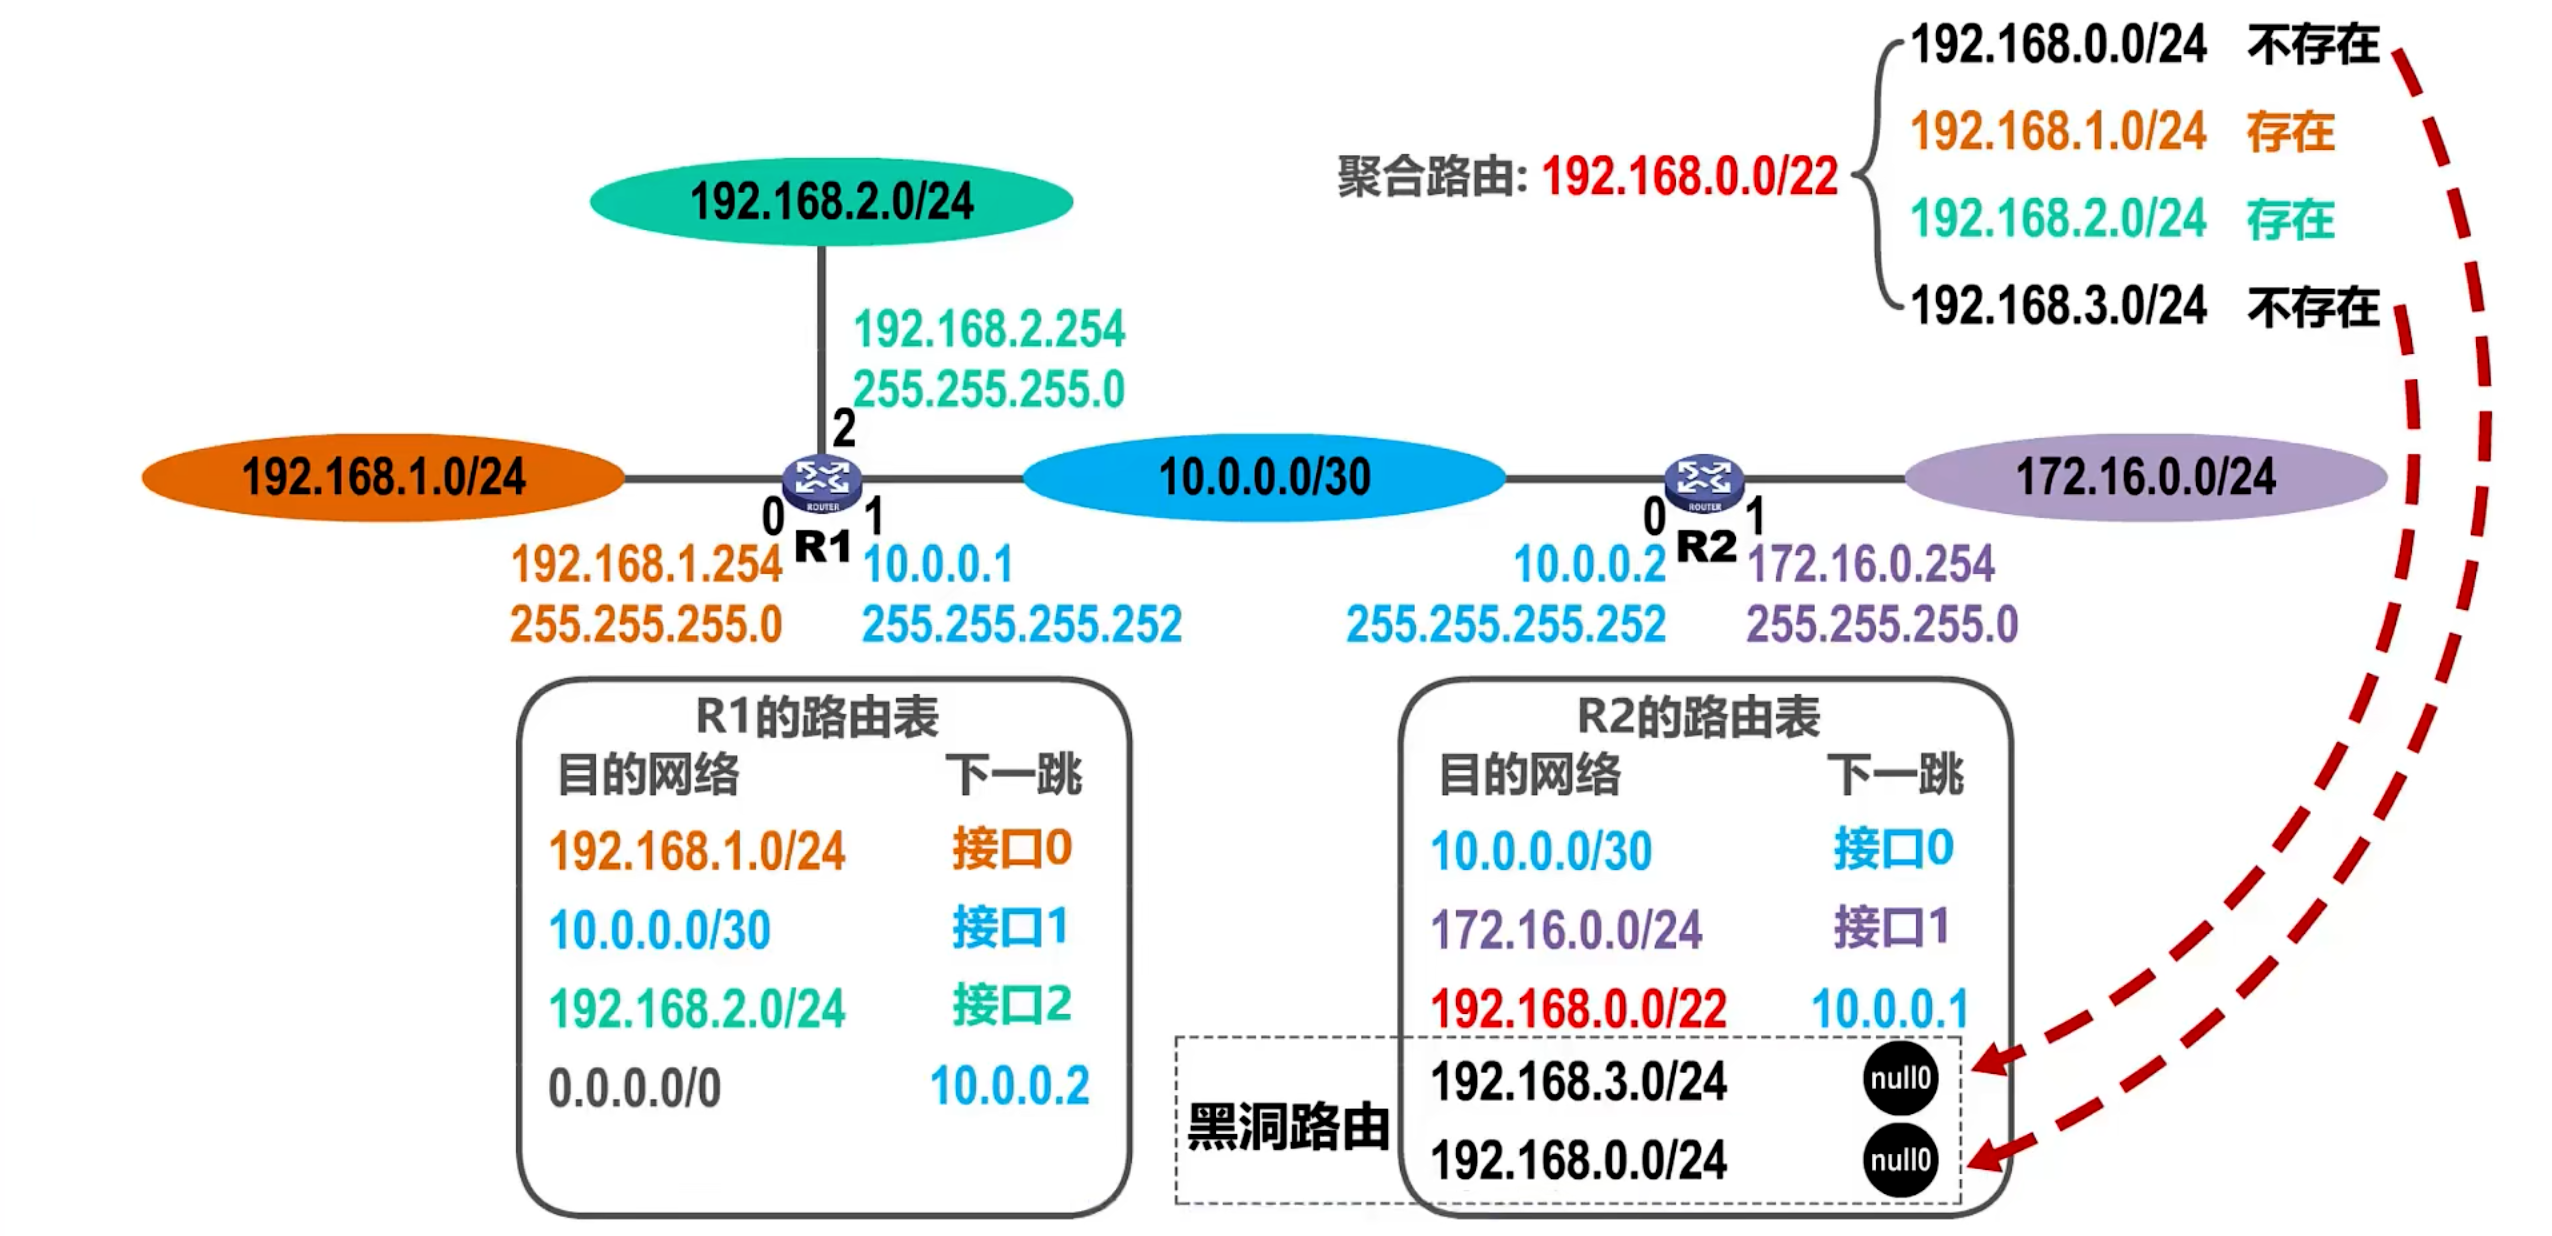 192.168.0.0/24 不存在
192.168.1.0/24 存在
聚合路由: 192.168.0.0/22
192.168.2.0/24 存在
192.168.3.0/24 不存在
192.168.2.0/24
192.168.2.254
255.255.255.0
2
192.168.1.0/24
10.0.0.0/30
172.16.0.0/24
ROUTER
ROUTER
0 R1 1
0 R2 1
192.168.1.254
255.255.255.0
10.0.0.1
255.255.255.252
10.0.0.2
255.255.255.252
172.16.0.254
255.255.255.0
R1的路由表
目的网络 下一跳
192.168.1.0/24 接口0
10.0.0.0/30 接口1
192.168.2.0/24 接口2
0.0.0.0/0 10.0.0.2
R2的路由表
目的网络 下一跳
10.0.0.0/30 接口0
172.16.0.0/24 接口1
192.168.0.0/22 10.0.0.1
黑洞路由
192.168.3.0/24 null0
192.168.0.0/24 null0